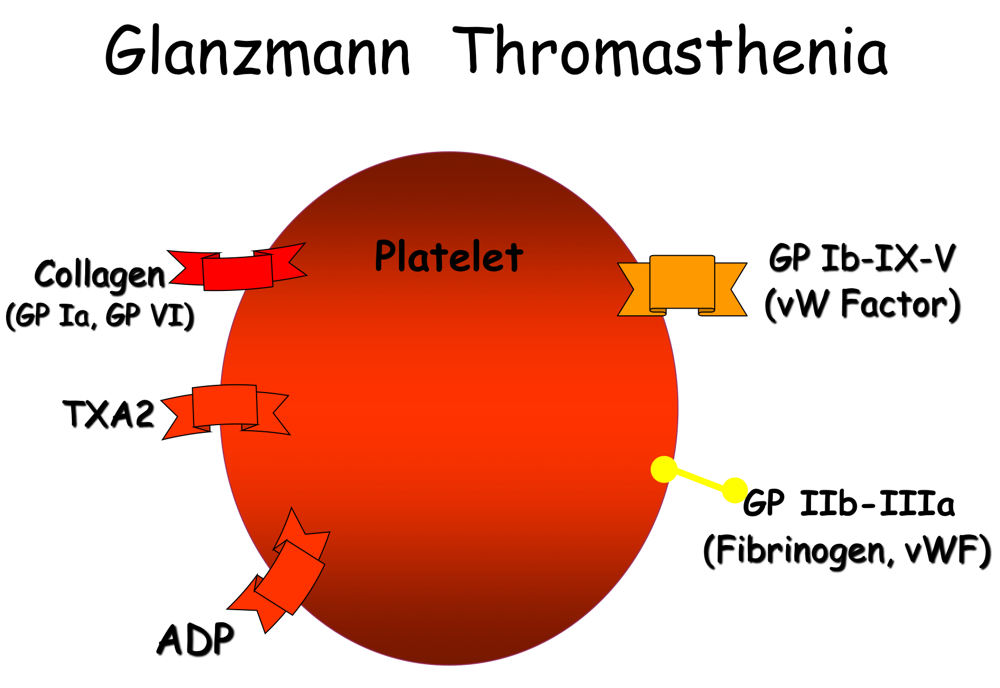 Glanzmann Thromasthenia
Platelet
Collagen
(GP Ia, GP VI)
TXA2
ADP
GP Ib-IX-V
(vW Factor)
GP IIb-IIIa
(Fibrinogen, vWF)